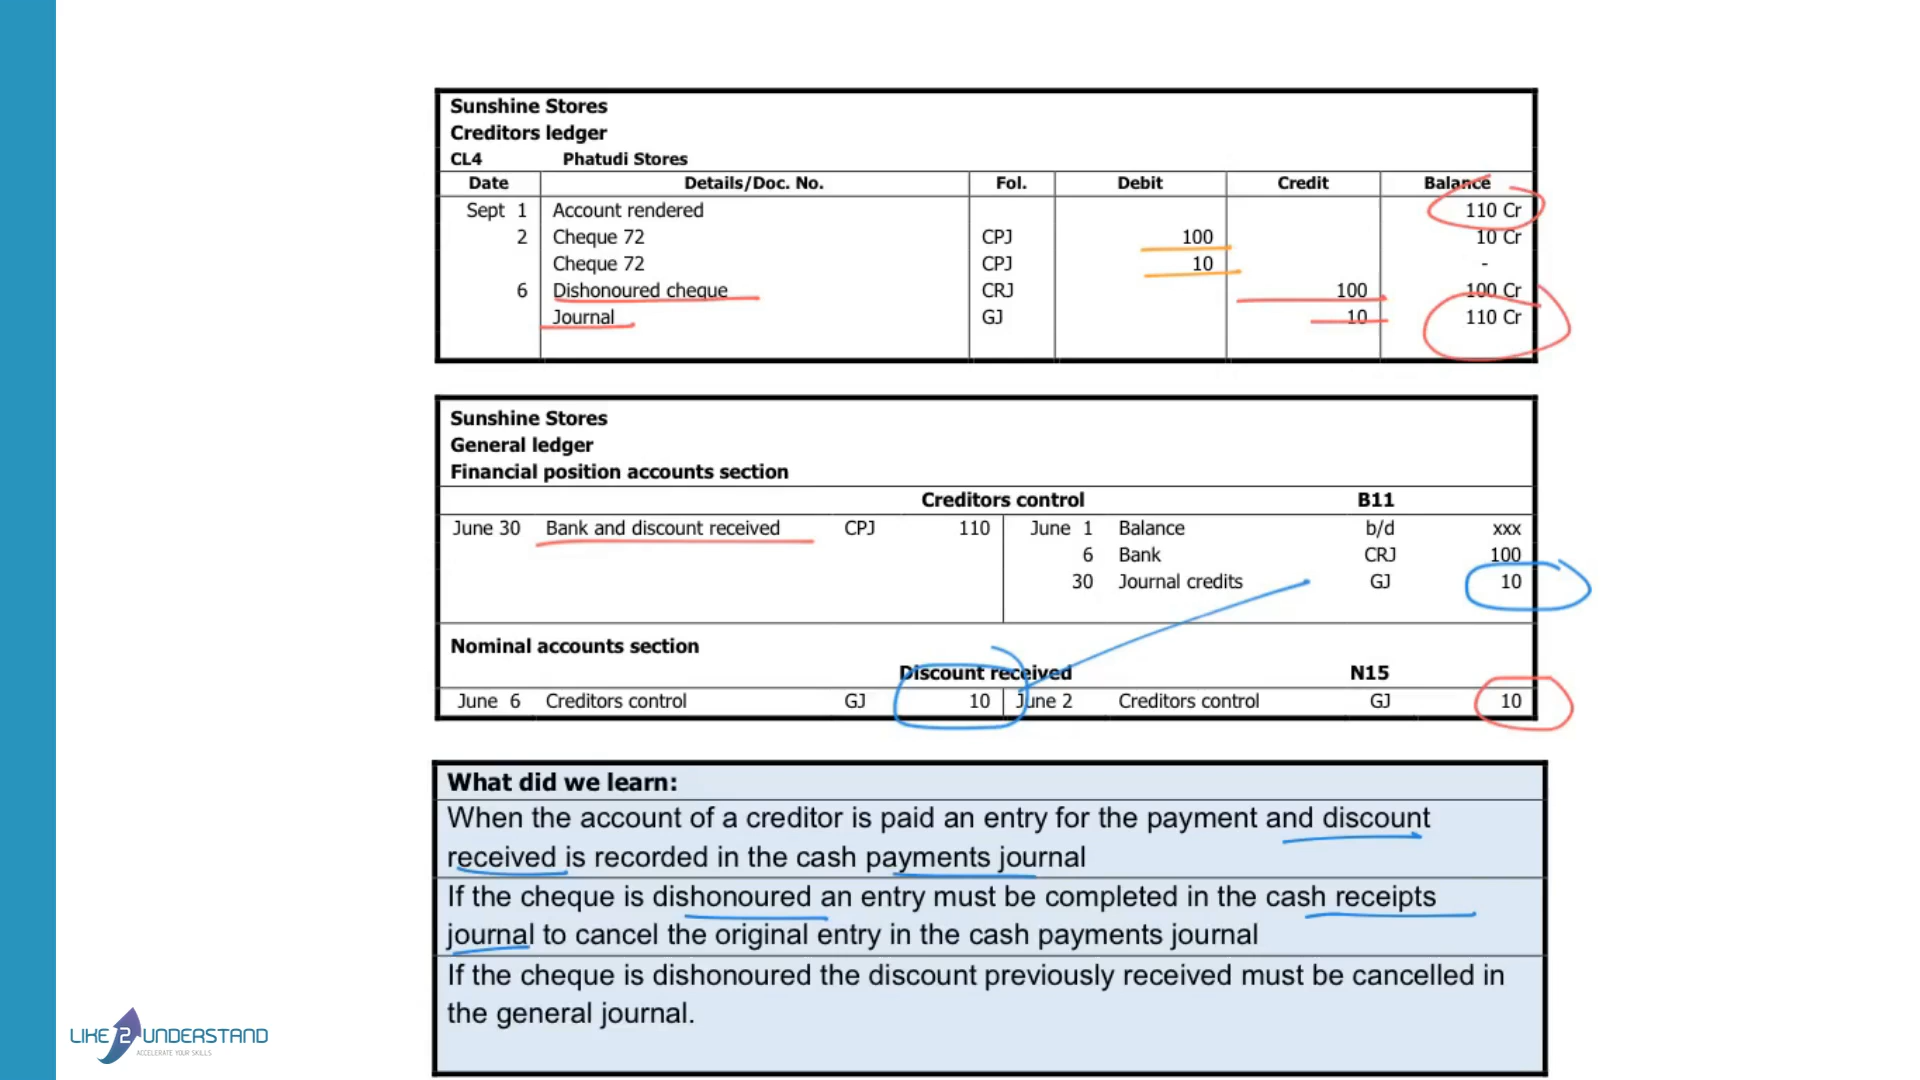 Sunshine Stores
Creditors ledger
CL4 Phatudi Stores
Date Details/Doc. No. Fol. Debit Credit Balance
Sept 1 Account rendered 110 Cr
2 Cheque 72 CPJ 100 10 Cr
Cheque 72 CPJ 10 -
6 Dishonoured cheque CRJ 100 100 Cr
Journal GJ 10 110 Cr
Sunshine Stores
General ledger
Financial position accounts section
Creditors control B11
June 30 Bank and discount received CPJ 110 June 1 Balance b/d xxx
6 Bank CRJ 100
30 Journal credits GJ 10
Nominal accounts section
Discount received N15
June 6 Creditors control GJ 10 June 2 Creditors control GJ 10
What did we learn:
When the account of a creditor is paid an entry for the payment and discount
received is recorded in the cash payments journal
If the cheque is dishonoured an entry must be completed in the cash receipts
journal to cancel the original entry in the cash payments journal
If the cheque is dishonoured the discount previously received must be cancelled in
the general journal.
LIKE 2 UNDERSTAND
ACCELERATE YOUR SKILLS